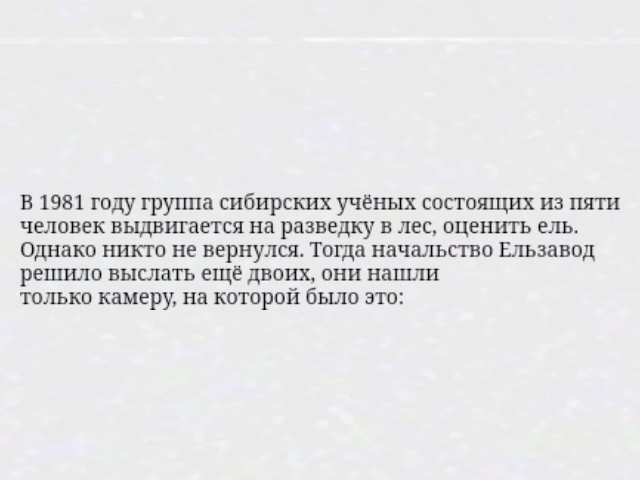 В 1981 году группа сибирских учёных состоящих из пяти
человек выдвигается на разведку в лес, оценить ель.
Однако никто не вернулся. Тогда начальство Ельзавод
решило выслать ещё двоих, они нашли
только камеру, на которой было это: